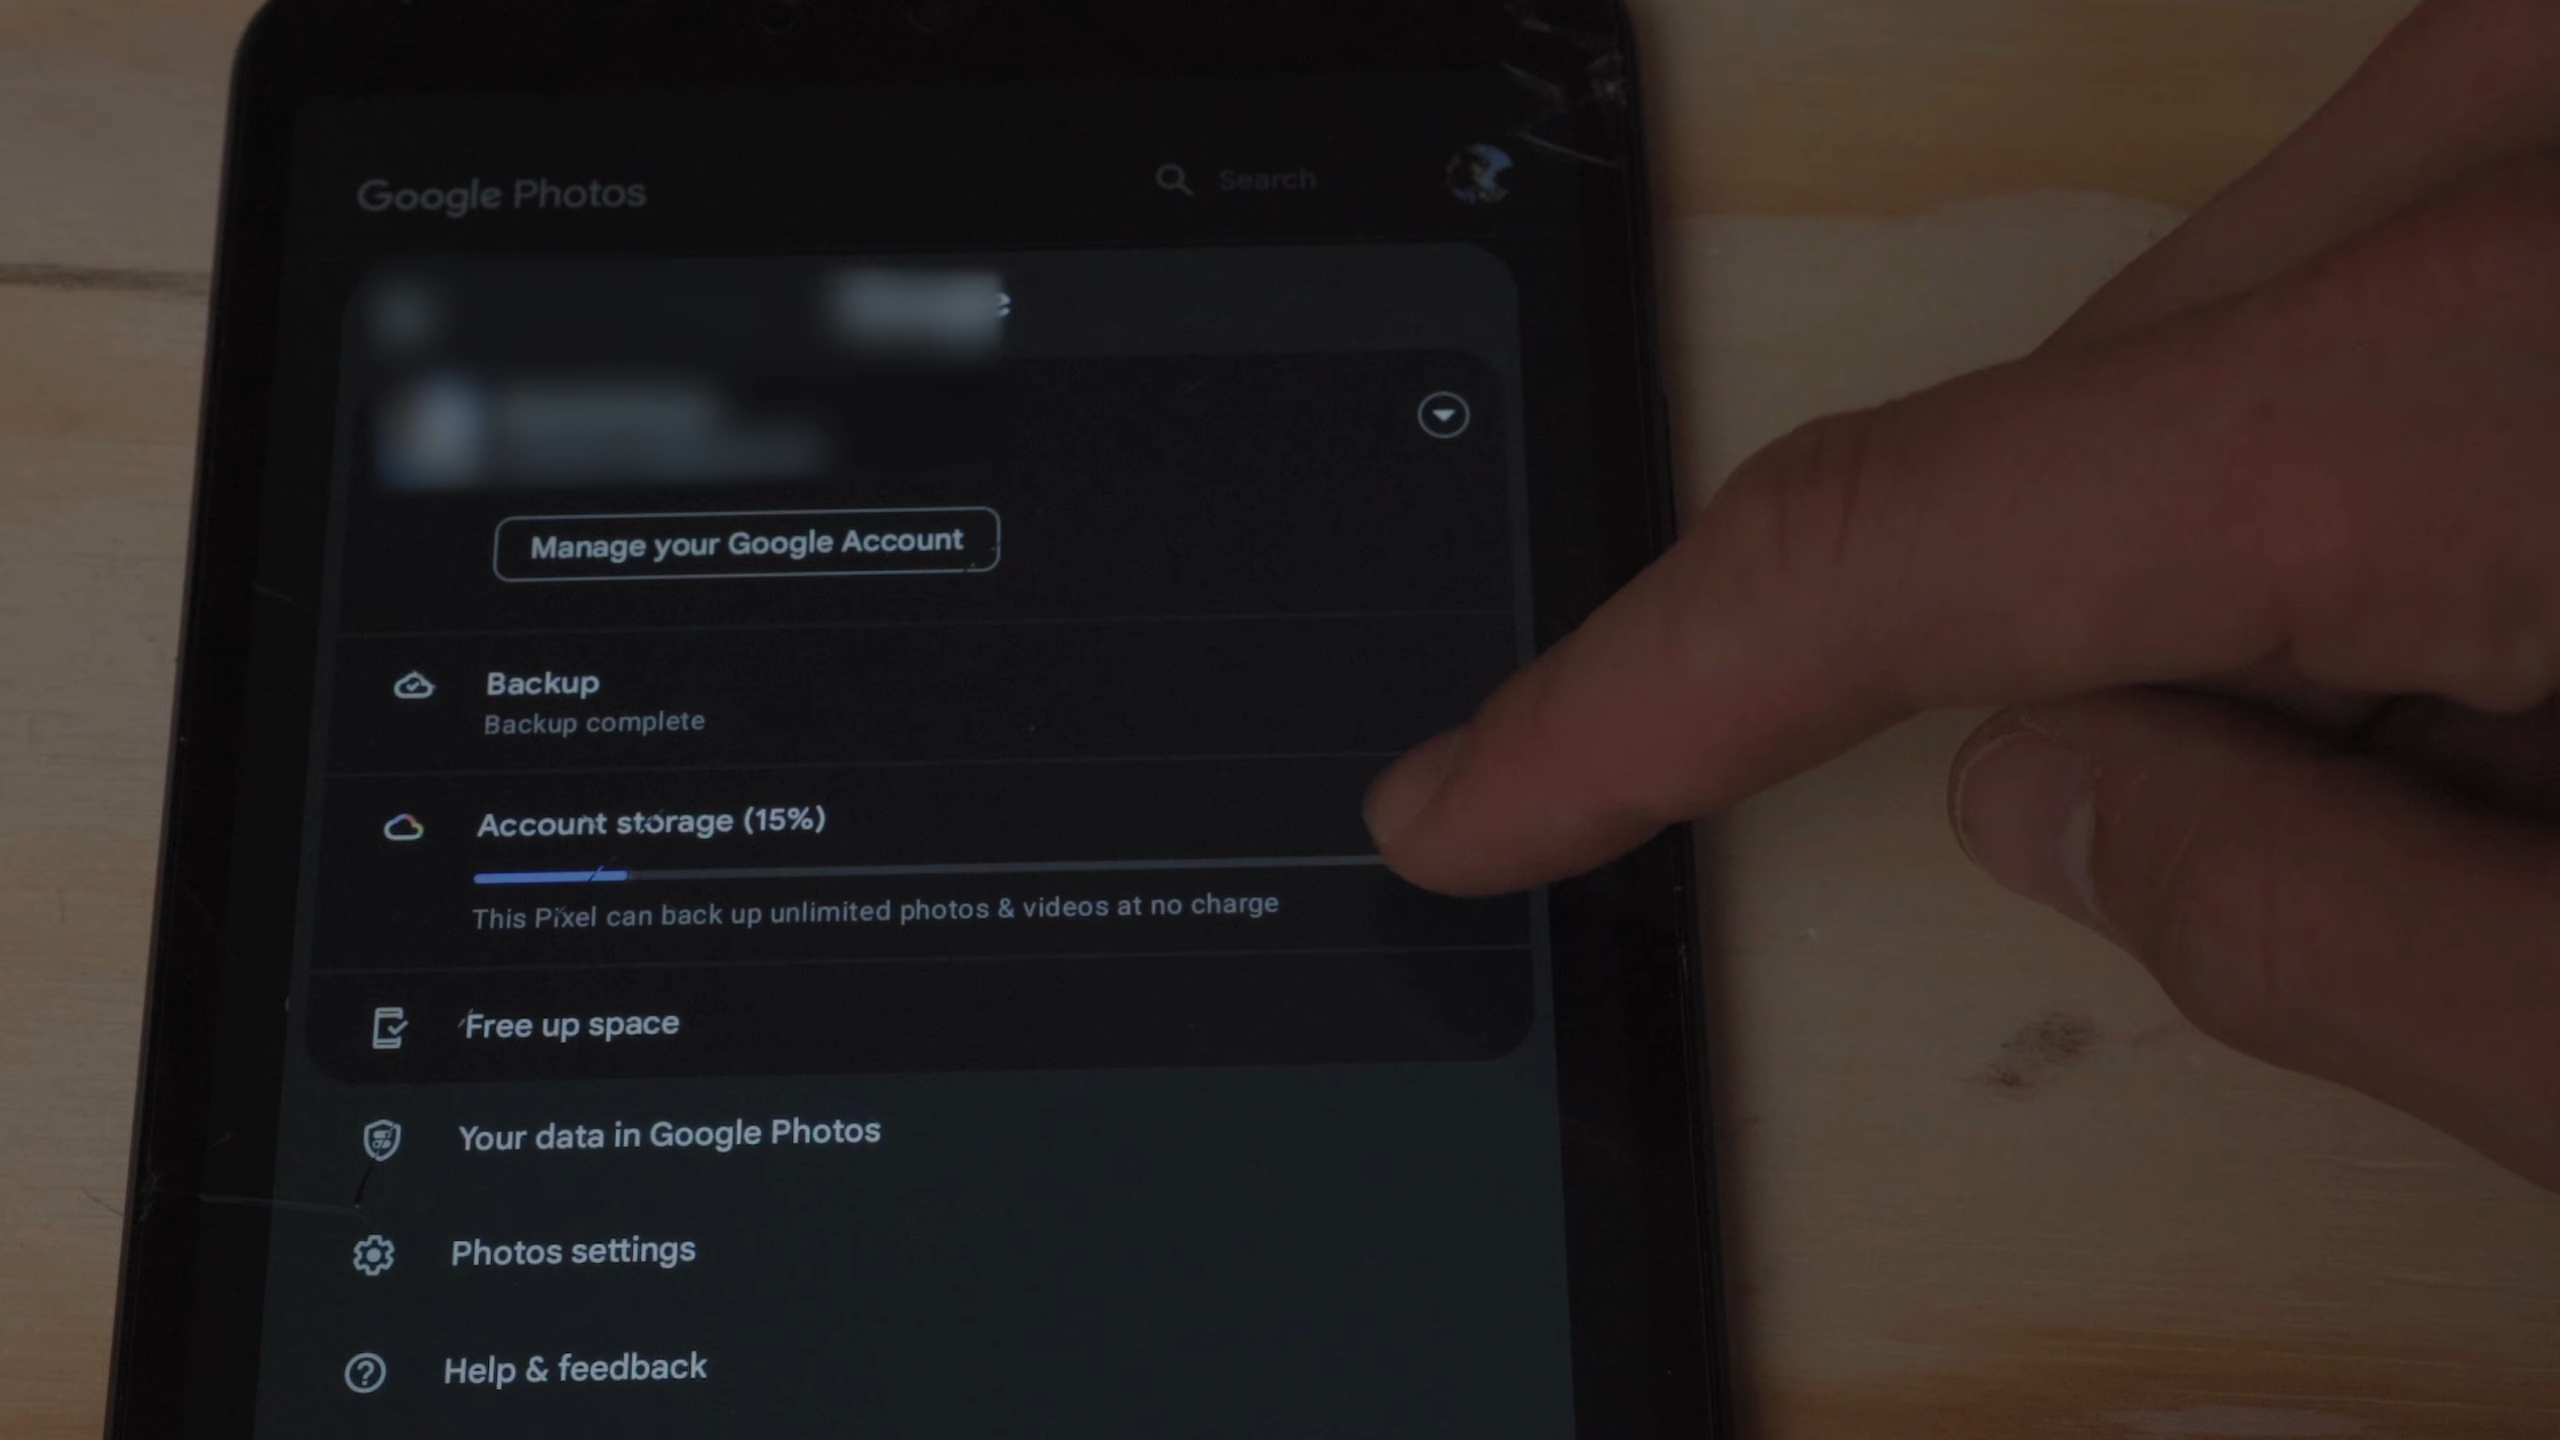 Google Photos
Search
Manage your Google Account
Backup
Backup complete
Account storage (15%)
This Pixel can back up unlimited photos & videos at no charge
Free up space
Your data in Google Photos
Photos settings
Help & feedback